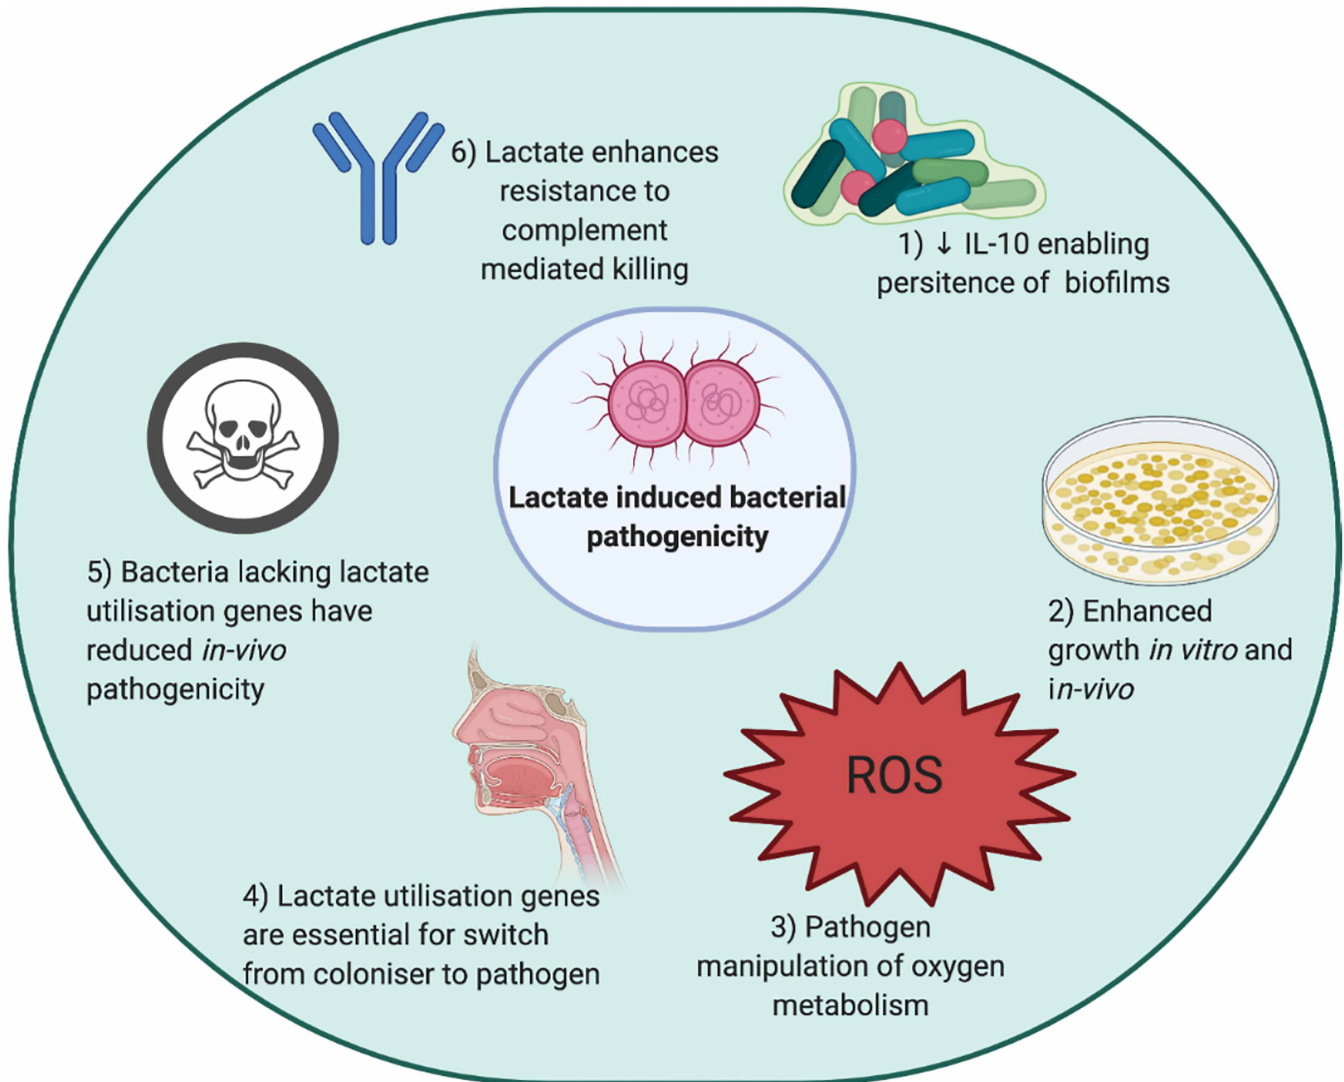 Lactate induced bacterial
pathogenicity
1) ↓ IL-10 enabling
persitence of biofilms
2) Enhanced
growth in vitro and
in-vivo
ROS
3) Pathogen
manipulation of oxygen
metabolism
4) Lactate utilisation genes
are essential for switch
from coloniser to pathogen
5) Bacteria lacking lactate
utilisation genes have
reduced in-vivo
pathogenicity
6) Lactate enhances
resistance to
complement
mediated killing